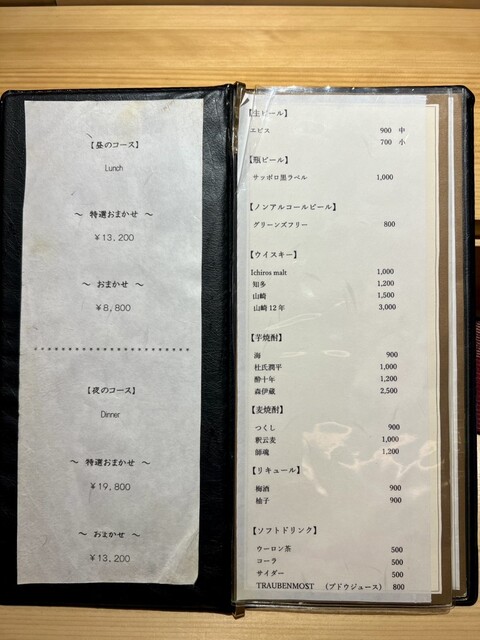 【昼のコース】
Lunch
～ 特選おまかせ ～
￥13,200
～ おまかせ ～
￥8,800
【夜のコース】
Dinner
～ 特選おまかせ ～
￥19,800
～ おまかせ ～
￥13,200
【生ビール】
エビス 900 中
700 小
【瓶ビール】
サッポロ黒ラベル 1,000
【ノンアルコールビール】
グリーンズフリー 800
【ウイスキー】
Ichiros malt 1,000
知多 1,200
山崎 1,500
山崎 12 年 3,000
【芋焼酎】
海 900
杜氏潤平 1,000
酔十年 1,200
森伊蔵 2,500
【麦焼酎】
つくし 900
釈云麦 1,000
師魂 1,200
【リキュール】
梅酒 900
柚子 900
【ソフトドリンク】
ウーロン茶 500
コーラ 500
サイダー 500
TRAUBENMOST （ブドウジュース） 800